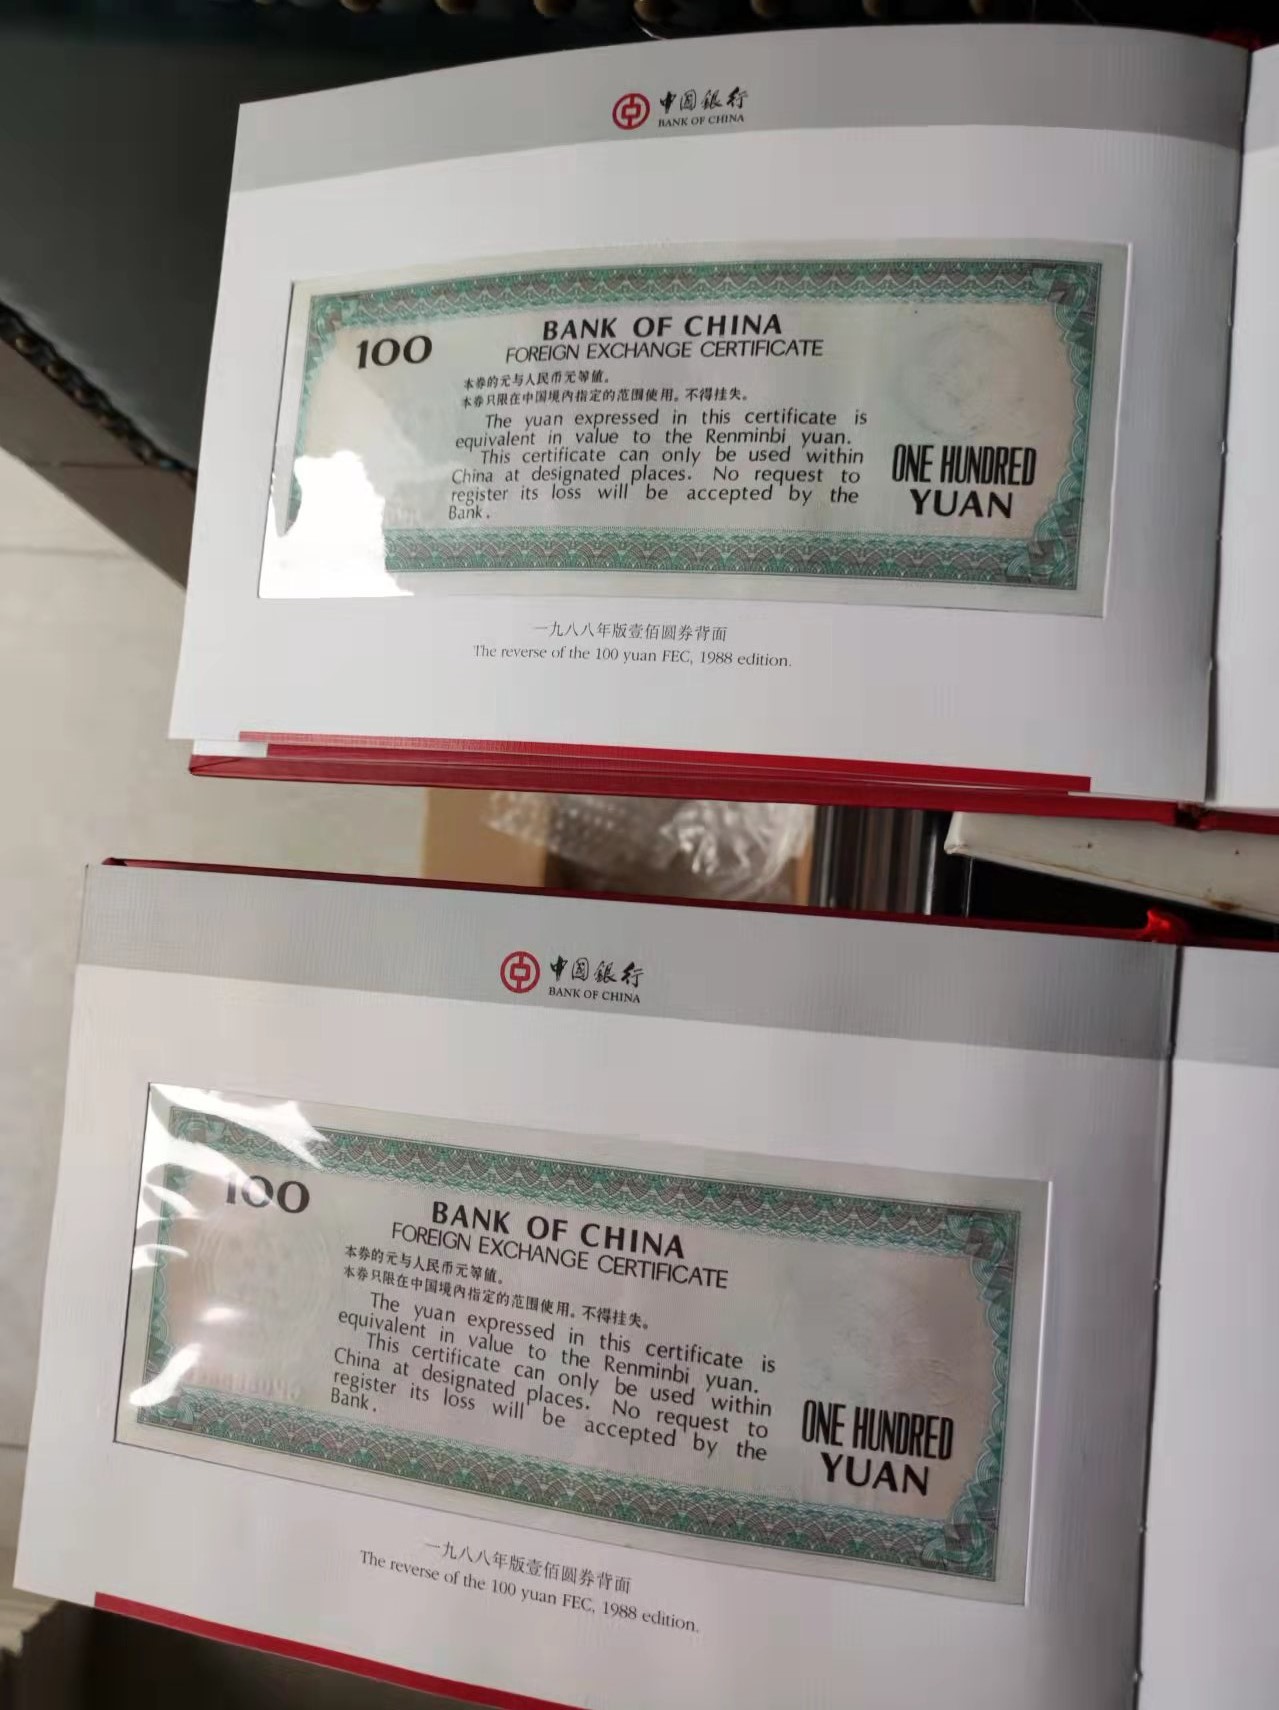 中国銀行
BANK OF CHINA
100
BANK OF CHINA
FOREIGN EXCHANGE CERTIFICATE
本券的元与人民币元等值。
本券只限在中国境内指定的范围使用。不得挂失。
The yuan expressed in this certificate is
equivalent in value to the Renminbi yuan.
This certificate can only be used within
China at designated places. No request to
register its loss will be accepted by the
Bank.
ONE HUNDRED
YUAN
一九八八年版壹佰圆券背面
The reverse of the 100 yuan FEC, 1988 edition.
中国銀行
BANK OF CHINA
100
BANK OF CHINA
FOREIGN EXCHANGE CERTIFICATE
本券的元与人民币元等值。
本券只限在中国境内指定的范围使用。不得挂失。
The yuan expressed in this certificate is
equivalent in value to the Renminbi yuan.
This certificate can only be used within
China at designated places. No request to
register its loss will be accepted by the
Bank.
ONE HUNDRED
YUAN
一九八八年版壹佰圆券背面
The reverse of the 100 yuan FEC, 1988 edition.